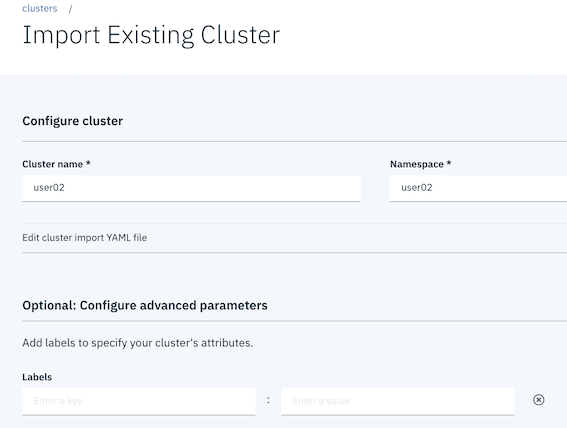 clusters /
Import Existing Cluster
Configure cluster
Cluster name * Namespace *
user02 user02
Edit cluster import YAML file
Optional: Configure advanced parameters
Add labels to specify your cluster's attributes.
Labels
Enter a key : Enter a value